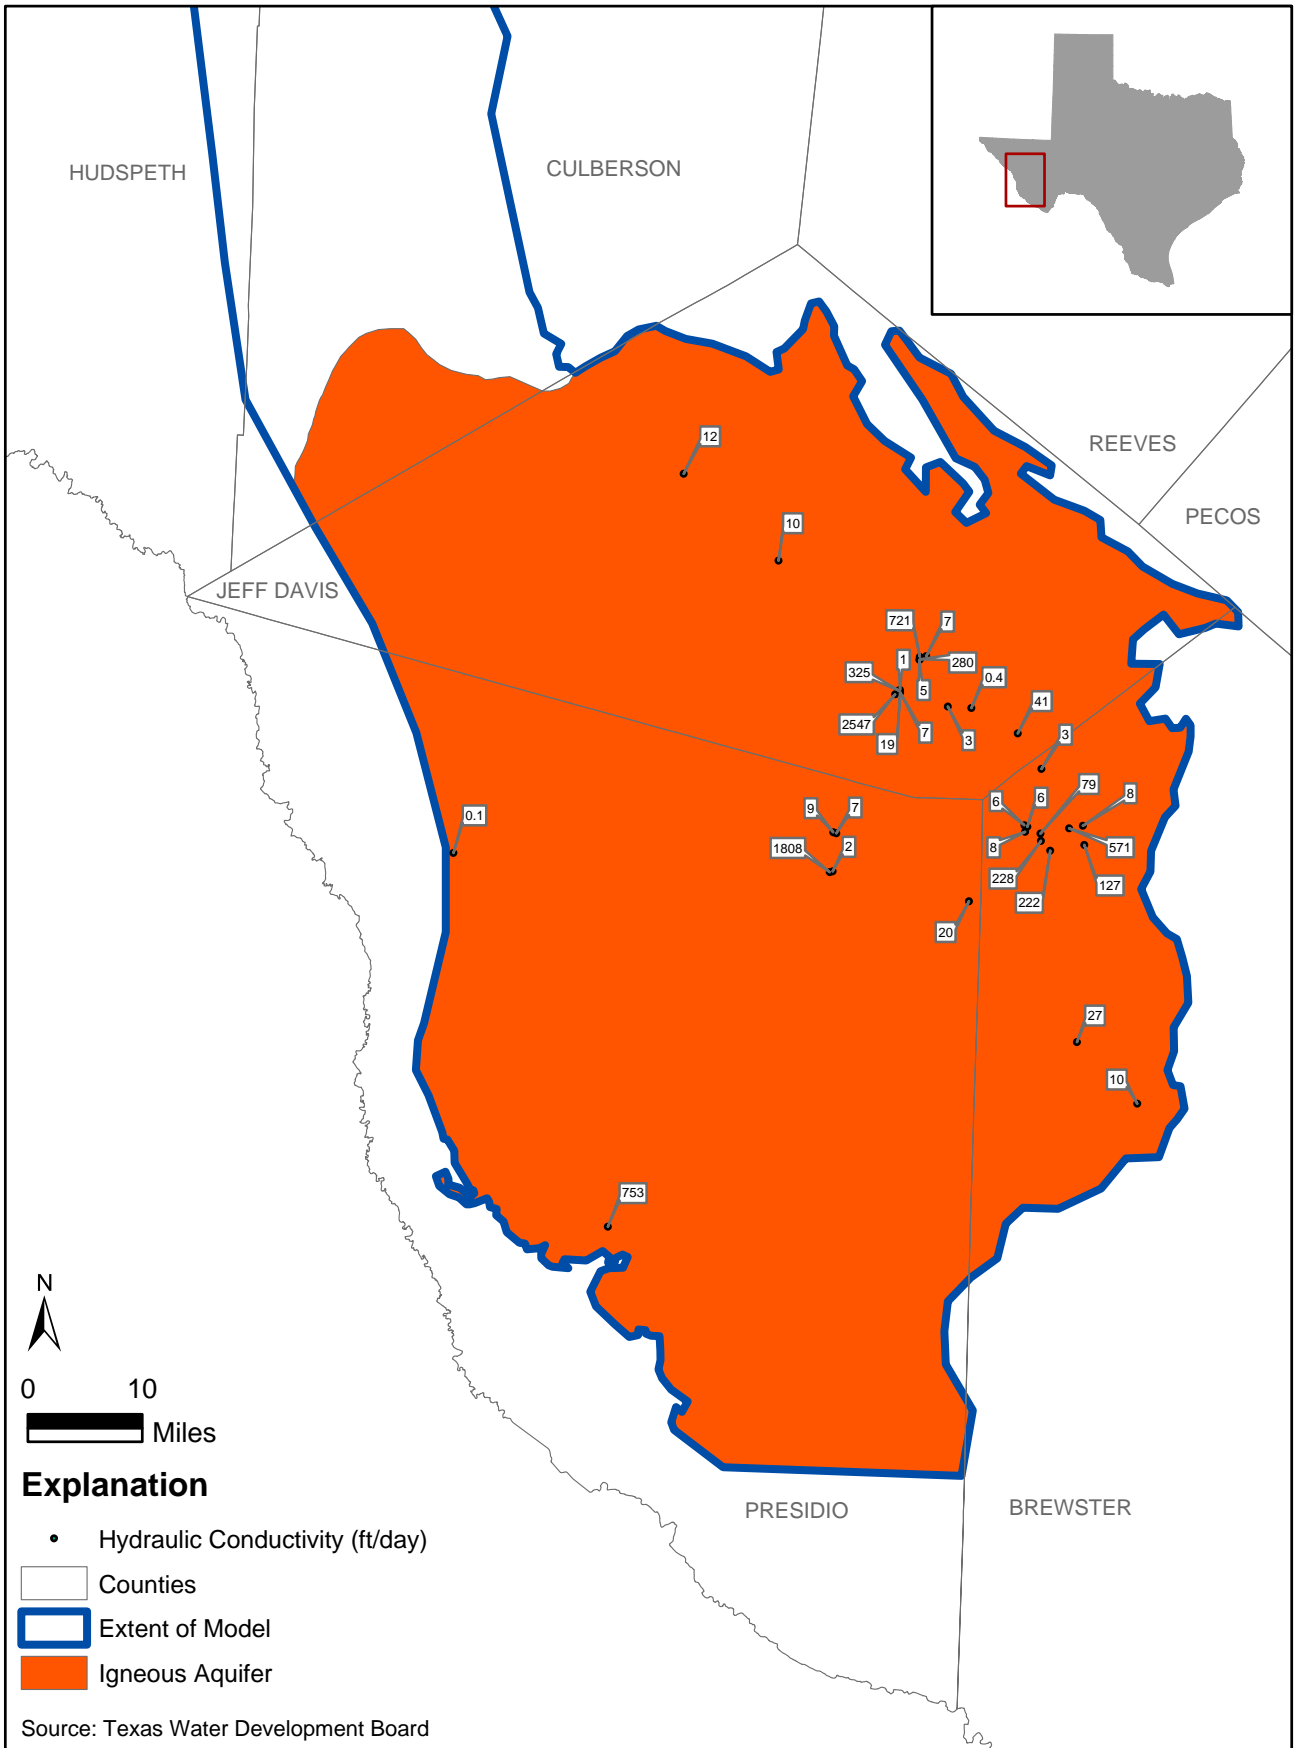 HUDSPETH
CULBERSON
REEVES
PECOS
JEFF DAVIS
12
10
721
7
1
280
325
0.4
5
2547
41
19
7
3
3
79
6
6
8
9
7
0.1
1808
2
8
571
228
127
222
20
27
10
753
N
0 10
Miles
PRESIDIO
BREWSTER
Explanation
Hydraulic Conductivity (ft/day)
Counties
Extent of Model
Igneous Aquifer
Source: Texas Water Development Board